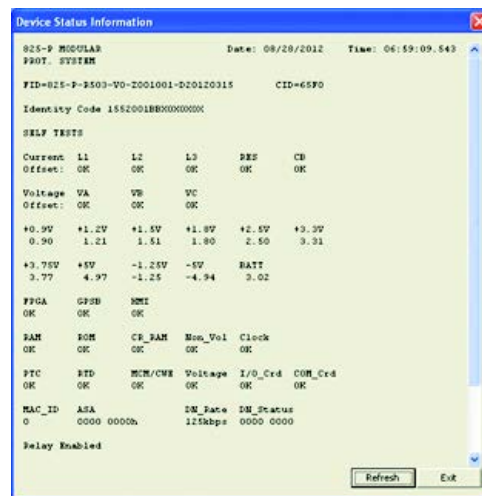 Device Status Information
825-P MODULAR Date: 08/28/2012 Time: 06:59:09.543
PROT. SYSTEM
FID=825-P-R503-V0-Z001001-D20120315 CID=65F0
Identity Code
SELF TESTS
Current L1 L2 L3 RES CB
Offset: OK OK OK OK OK
Voltage VA VB VC
Offset: OK OK OK
+0.9V +1.2V +1.5V +1.8V +2.5V +3.3V
0.90 1.21 1.51 1.80 2.50 3.31
+3.75V +5V -1.25V -5V BATT
3.77 4.97 -1.25 -4.94 3.02
FPGA GPSB HMI
OK OK OK
RAM ROM CR_RAM Non_Vol Clock
OK OK OK OK OK
PTC RTD MCM/CWE Voltage I/O_Crd COM_Crd
OK OK OK OK OK OK
MAC_ID ASA DN_Rate DN_Status
0 0000 0000h 125kbps 0000 0000
Relay Enabled
Refresh Exit